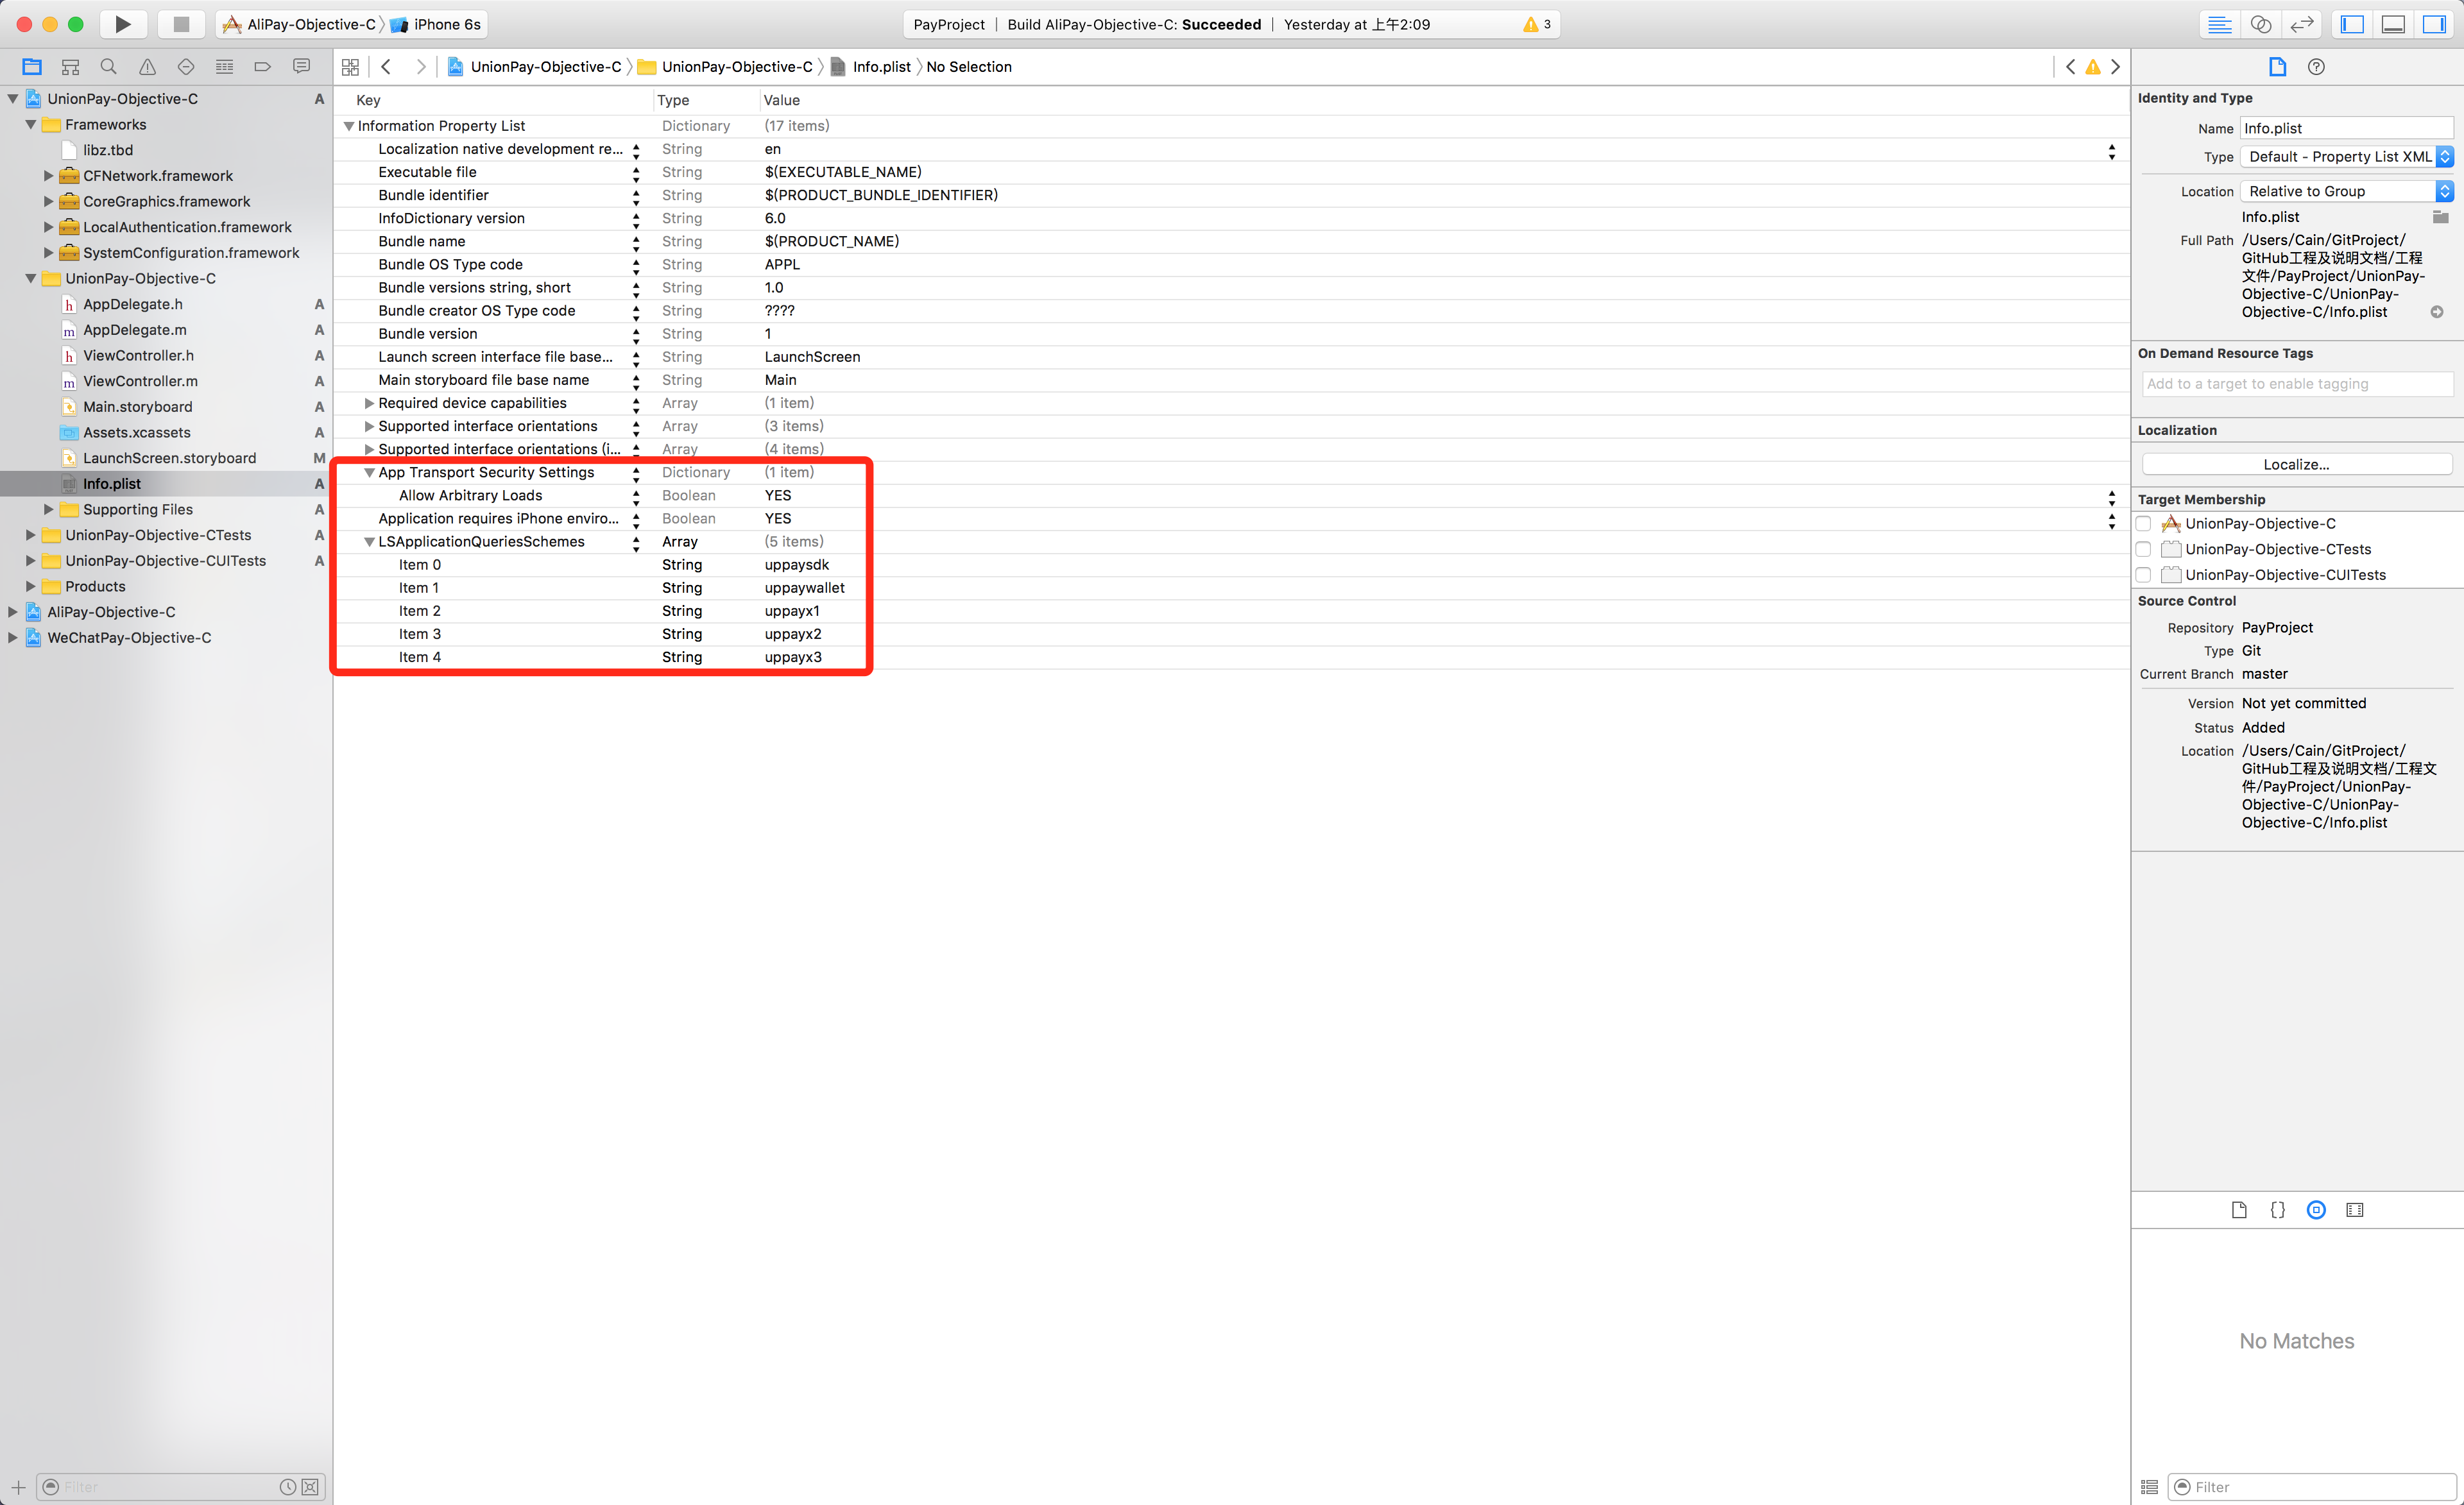 AliPay-Objective-C
iPhone 6s
PayProject | Build AliPay-Objective-C: Succeeded | Yesterday at 上午2:09
3
UnionPay-Objective-C
UnionPay-Objective-C
Info.plist
No Selection
UnionPay-Objective-C A
Frameworks
libz.tbd
CFNetwork.framework
CoreGraphics.framework
LocalAuthentication.framework
SystemConfiguration.framework
UnionPay-Objective-C
AppDelegate.h A
AppDelegate.m A
ViewController.h A
ViewController.m A
Main.storyboard A
Assets.xcassets A
LaunchScreen.storyboard M
Info.plist A
Supporting Files A
UnionPay-Objective-CTests A
UnionPay-Objective-CUITests A
Products
AliPay-Objective-C
WeChatPay-Objective-C
Filter
Key Type Value
Information Property List Dictionary (17 items)
Localization native development re... String en
Executable file String $(EXECUTABLE_NAME)
Bundle identifier String $(PRODUCT_BUNDLE_IDENTIFIER)
InfoDictionary version String 6.0
Bundle name String $(PRODUCT_NAME)
Bundle OS Type code String APPL
Bundle versions string, short String 1.0
Bundle creator OS Type code String ????
Bundle version String 1
Launch screen interface file base... String LaunchScreen
Main storyboard file base name String Main
Required device capabilities Array (1 item)
Supported interface orientations Array (3 items)
Supported interface orientations (i... Array (4 items)
App Transport Security Settings Dictionary (1 item)
Allow Arbitrary Loads Boolean YES
Application requires iPhone enviro... Boolean YES
LSApplicationQueriesSchemes Array (5 items)
Item 0 String uppaysdk
Item 1 String uppaywallet
Item 2 String uppayx1
Item 3 String uppayx2
Item 4 String uppayx3
Identity and Type
Name Info.plist
Type Default - Property List XML
Location Relative to Group
Info.plist
Full Path /Users/Cain/GitProject/
GitHub工程及说明文档/工程
文件/PayProject/UnionPay-
Objective-C/UnionPay-
Objective-C/Info.plist
On Demand Resource Tags
Add to a target to enable tagging
Localization
Localize...
Target Membership
UnionPay-Objective-C
UnionPay-Objective-CTests
UnionPay-Objective-CUITests
Source Control
Repository PayProject
Type Git
Current Branch master
Version Not yet committed
Status Added
Location /Users/Cain/GitProject/
GitHub工程及说明文档/工程文
件/PayProject/UnionPay-
Objective-C/UnionPay-
Objective-C/Info.plist
No Matches
Filter